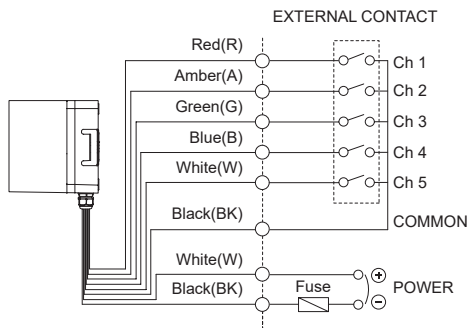 EXTERNAL CONTACT
Red(R)
Ch 1
Amber(A)
Ch 2
Green(G)
Ch 3
Blue(B)
Ch 4
White(W)
Ch 5
Black(BK)
COMMON
White(W)
+
Black(BK)
Fuse
POWER
−